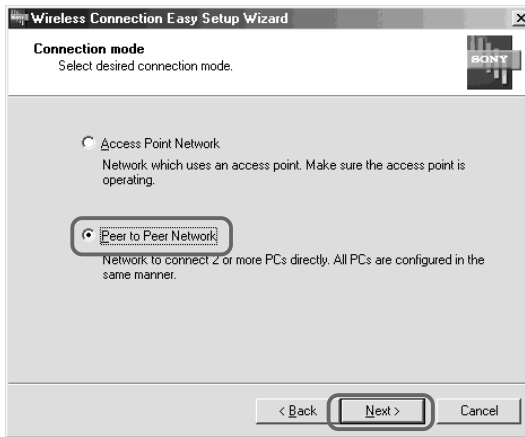 Wireless Connection Easy Setup Wizard
Connection mode
Select desired connection mode.
SONY
Access Point Network
Network which uses an access point. Make sure the access point is
operating.
Peer to Peer Network
Network to connect 2 or more PCs directly. All PCs are configured in the
same manner.
< Back
Next >
Cancel